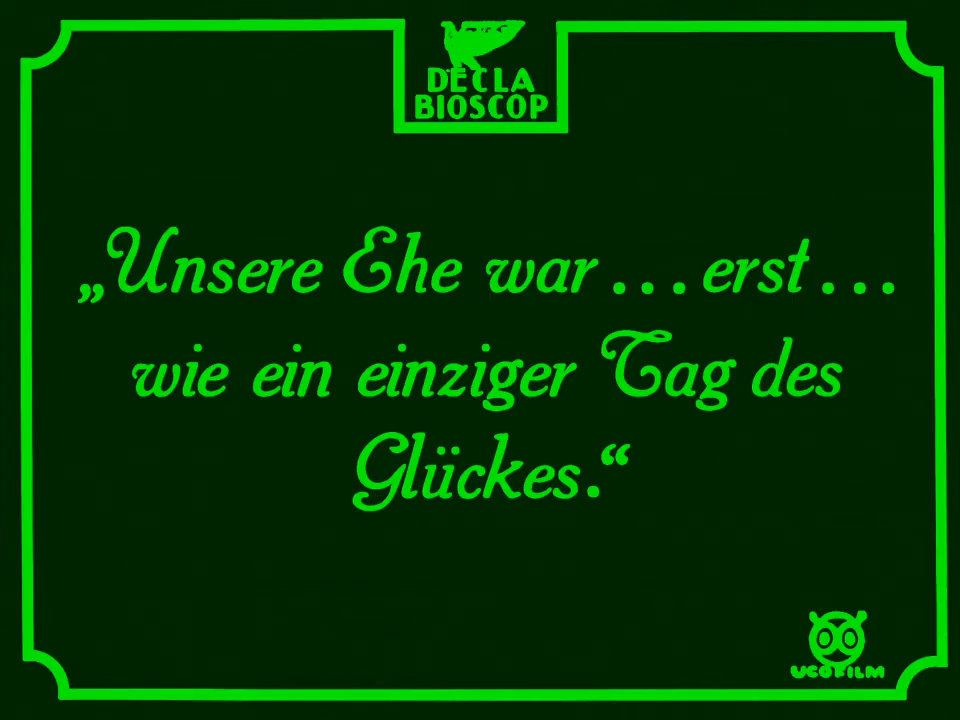 DECLA
BIOSCOP
„Unsere Ehe war ... erst ...
wie ein einziger Tag des
Glückes.“
UCOFILM